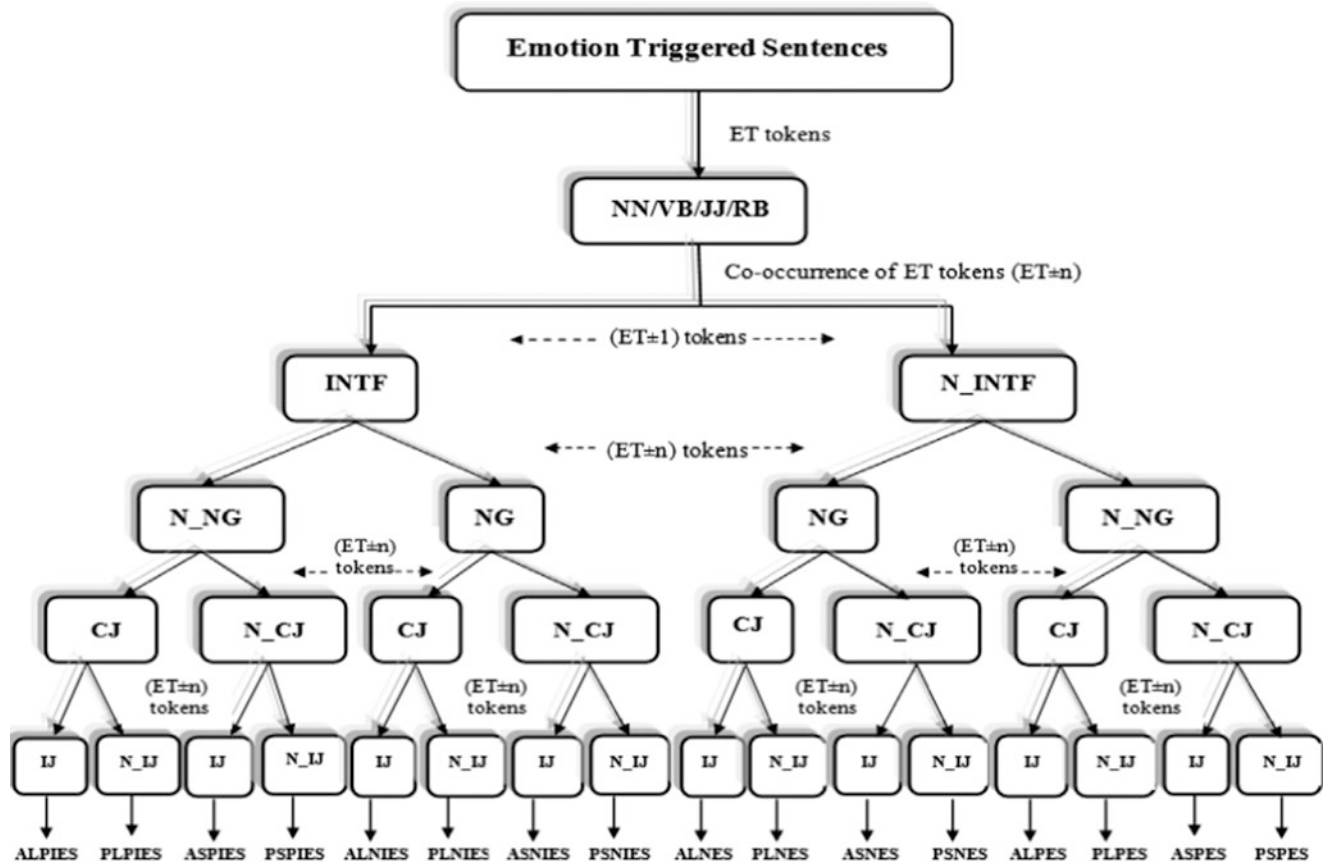 Emotion Triggered Sentences
ET tokens
NN/VB/JJ/RB
Co-occurrence of ET tokens (ET±n)
(ET±1) tokens
INTF
N_INTF
(ET±n) tokens
N_NG
NG
NG
N_NG
(ET±n)
tokens
(ET±n)
tokens
CJ
N_CJ
CJ
N_CJ
CJ
N_CJ
CJ
N_CJ
(ET±n)
tokens
(ET±n)
tokens
(ET±n)
tokens
(ET±n)
tokens
IJ
N_IJ
IJ
N_IJ
IJ
N_IJ
IJ
N_IJ
IJ
N_IJ
IJ
N_IJ
IJ
N_IJ
IJ
N_IJ
ALPIES
PLPIES
ASPIES
PSPIES
ALNIES
PLNIES
ASNIES
PSNIES
ALNES
PLNES
ASNES
PSNES
ALPES
PLPES
ASPES
PSPES